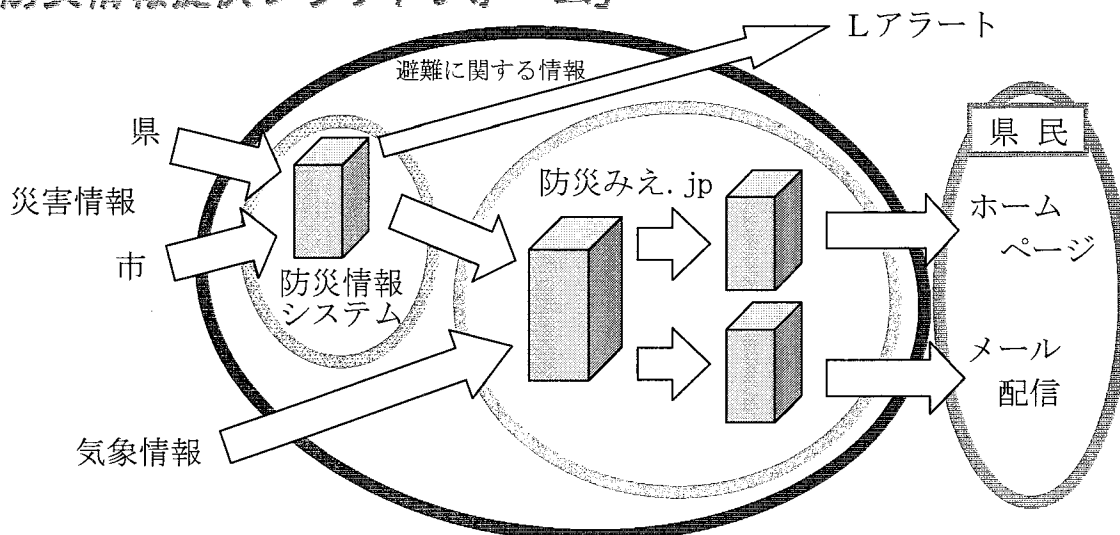 Lアラート
避難に関する情報
県
県 民
災害情報
防災みえ.jp
ホーム
ページ
市
防災情報
システム
メール
配信
気象情報